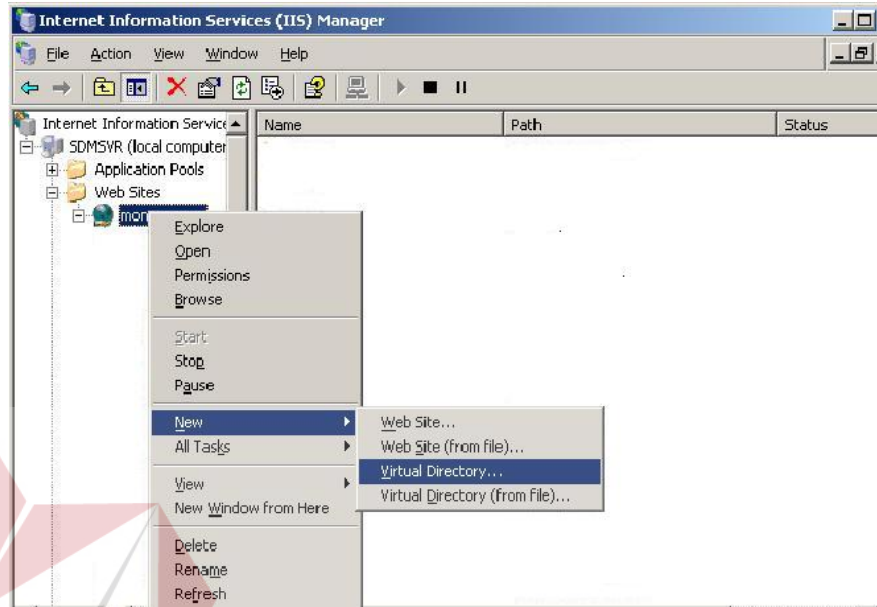 Internet Information Services (IIS) Manager
File Action View Window Help
Internet Information Service
Name Path Status
SDMSVR (local computer
Application Pools
Web Sites
Explore
Open
Permissions
Browse
Start
Stop
Pause
New
Web Site...
All Tasks
Web Site (from file)...
Virtual Directory...
View
Virtual Directory (from file)...
New Window from Here
Delete
Rename
Refresh